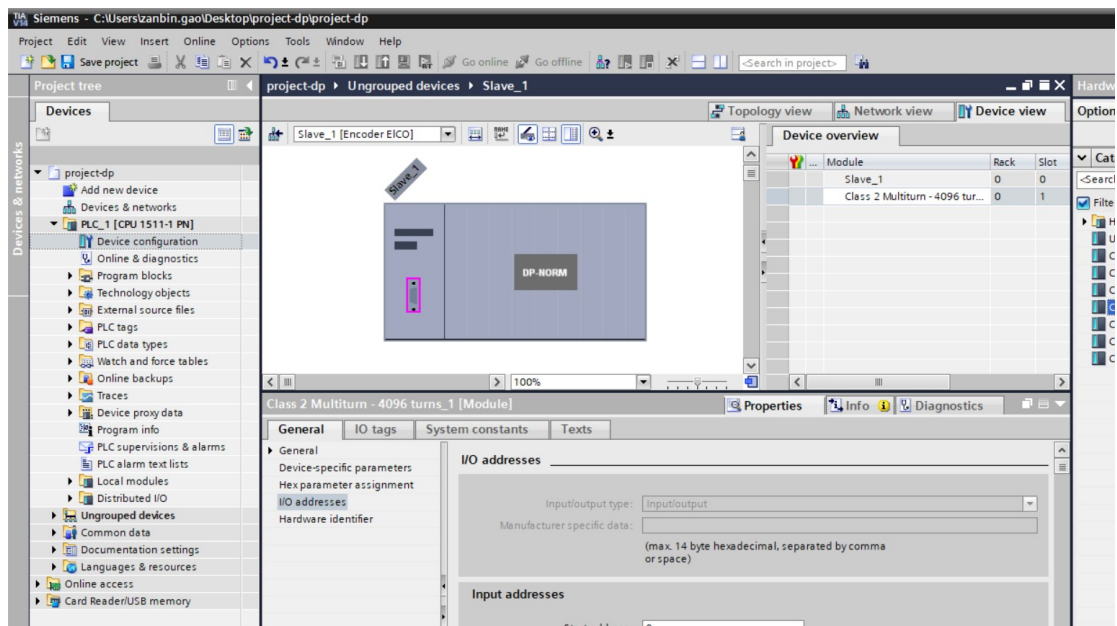 TIA V14 Siemens - C:\Users\zanbin.gao\Desktop\project-dp\project-dp
Project Edit View Insert Online Options Tools Window Help
Save project Go online Go offline <Search in project>
Project tree
project-dp ▸ Ungrouped devices ▸ Slave_1
Hardw
Devices
Topology view Network view Device view
Option
Slave_1 [Encoder EICO]
Device overview
Devices & networks
... Module Rack Slot
Slave_1 0 0
Class 2 Multiturn - 4096 tur... 0 1
Cat
<Search
Filte
project-dp
Add new device
Devices & networks
PLC_1 [CPU 1511-1 PN]
Device configuration
Online & diagnostics
Program blocks
Technology objects
External source files
PLC tags
PLC data types
Watch and force tables
Online backups
Traces
Device proxy data
Program info
PLC supervisions & alarms
PLC alarm text lists
Local modules
Distributed I/O
Ungrouped devices
Common data
Documentation settings
Languages & resources
Online access
Card Reader/USB memory
Slave_1
DP-NORM
100%
Class 2 Multiturn - 4096 turns_1 [Module]
Properties Info Diagnostics
General IO tags System constants Texts
General
Device-specific parameters
Hex parameter assignment
I/O addresses
Hardware identifier
I/O addresses
Input/output type: Input/output
Manufacturer specific data:
(max. 14 byte hexadecimal, separated by comma
or space)
Input addresses